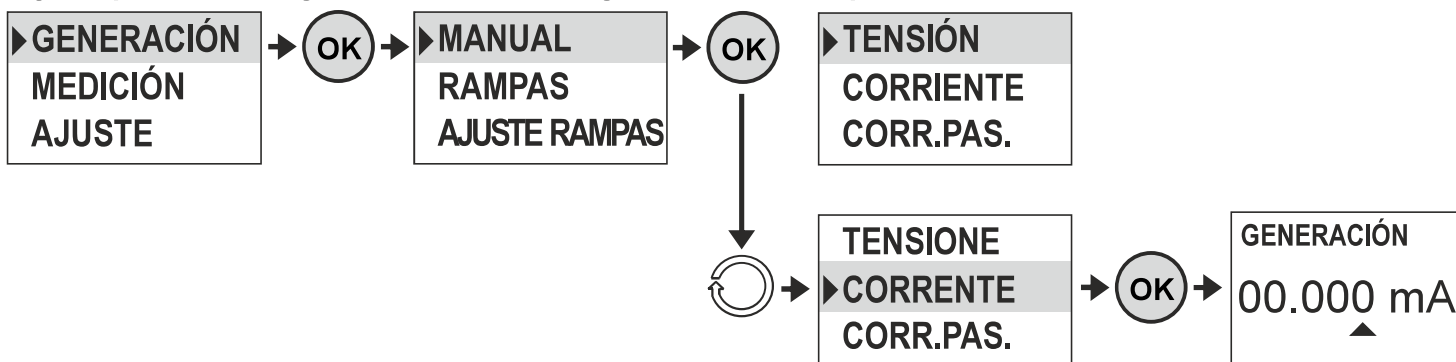 GENERACIÓN
MEDICIÓN
AJUSTE
OK
MANUAL
RAMPAS
AJUSTE RAMPAS
OK
TENSIÓN
CORRIENTE
CORR.PAS.
TENSIONE
CORRENTE
CORR.PAS.
OK
GENERACIÓN
00.000 mA